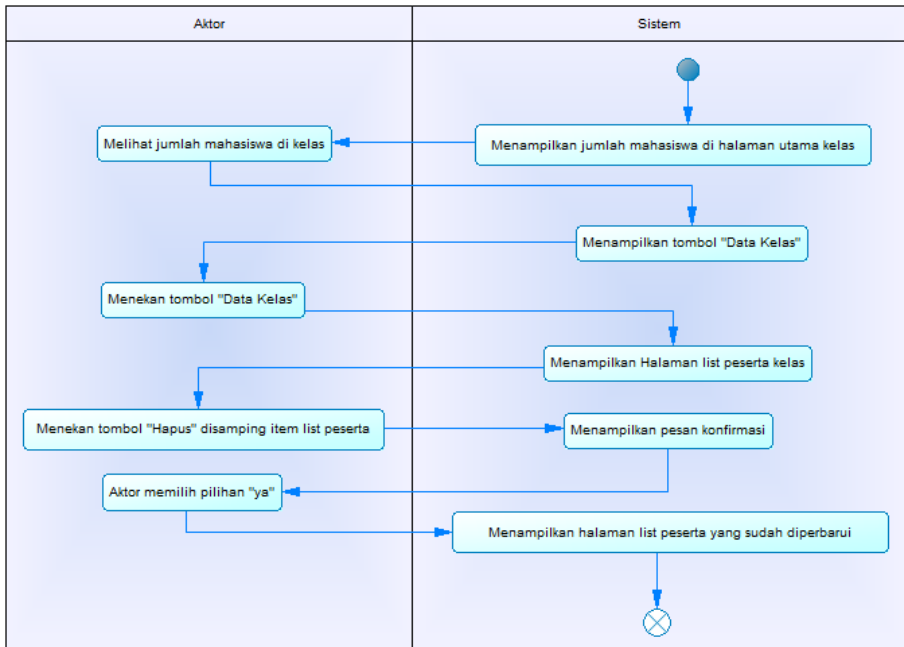 Aktor
Sistem
Menampilkan jumlah mahasiswa di halaman utama kelas
Melihat jumlah mahasiswa di kelas
Menampilkan tombol "Data Kelas"
Menekan tombol "Data Kelas"
Menampilkan Halaman list peserta kelas
Menekan tombol "Hapus" disamping item list peserta
Menampilkan pesan konfirmasi
Aktor memilih pilihan "ya"
Menampilkan halaman list peserta yang sudah diperbarui